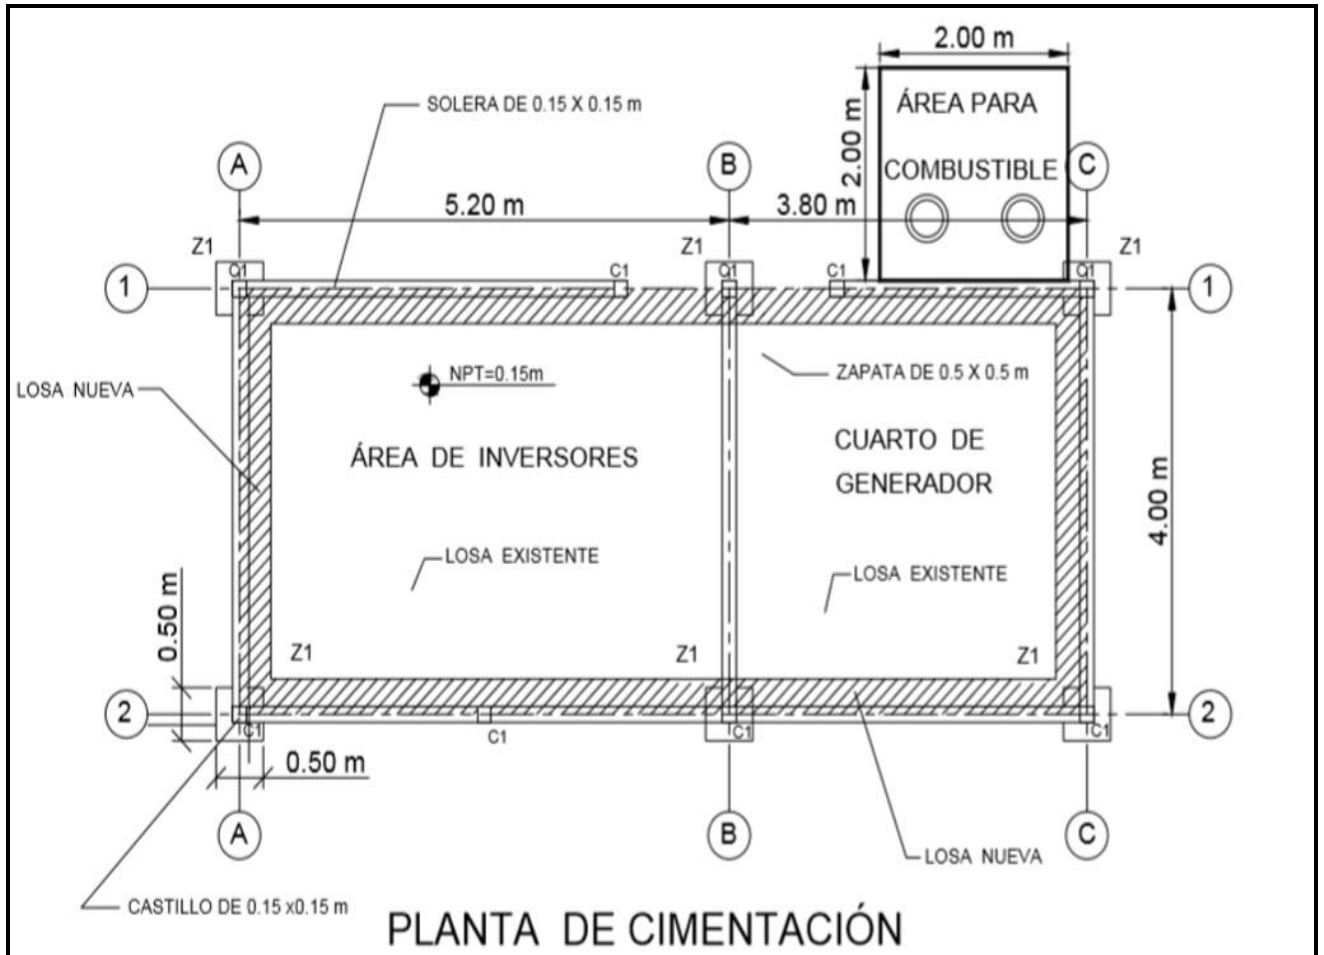 2.00 m
ÁREA PARA
SOLERA DE 0.15 X 0.15 m
2.00 m
A
B
COMBUSTIBLE
C
5.20 m
3.80 m
Z1
Z1
Z1
C1
C1
C1
C1
C1
1
1
NPT=0.15m
ZAPATA DE 0.5 X 0.5 m
LOSA NUEVA
ÁREA DE INVERSORES
CUARTO DE
GENERADOR
4.00 m
LOSA EXISTENTE
LOSA EXISTENTE
0.50 m
Z1
Z1
Z1
2
2
C1
C1
C1
C1
0.50 m
A
B
C
LOSA NUEVA
CASTILLO DE 0.15 x0.15 m
PLANTA DE CIMENTACIÓN